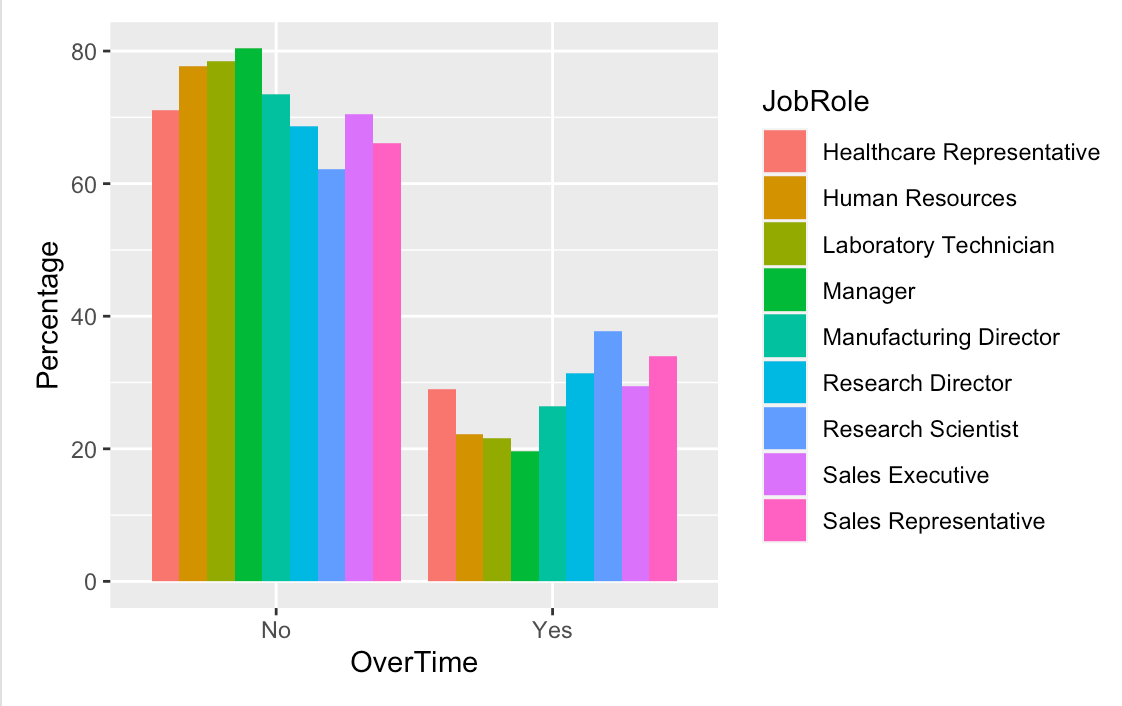 80
60
40
20
0
Percentage
No
Yes
OverTime
JobRole
Healthcare Representative
Human Resources
Laboratory Technician
Manager
Manufacturing Director
Research Director
Research Scientist
Sales Executive
Sales Representative